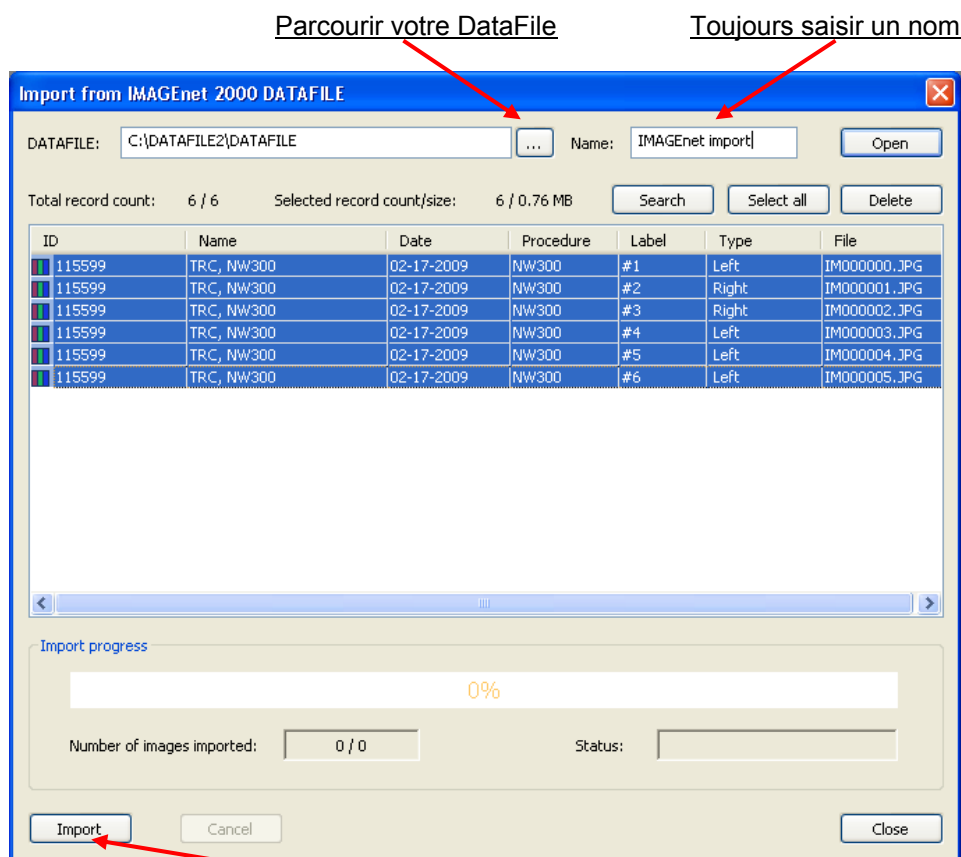 Parcourir votre DataFile Toujours saisir un nom
Import from IMAGEnet 2000 DATAFILE
DATAFILE: C:\DATAFILE2\DATAFILE ... Name: IMAGEnet import Open
Total record count: 6 / 6 Selected record count/size: 6 / 0.76 MB Search Select all Delete
ID Name Date Procedure Label Type File
115599 TRC, NW300 02-17-2009 NW300 #1 Left IM000000.JPG
115599 TRC, NW300 02-17-2009 NW300 #2 Right IM000001.JPG
115599 TRC, NW300 02-17-2009 NW300 #3 Right IM000002.JPG
115599 TRC, NW300 02-17-2009 NW300 #4 Left IM000003.JPG
115599 TRC, NW300 02-17-2009 NW300 #5 Left IM000004.JPG
115599 TRC, NW300 02-17-2009 NW300 #6 Left IM000005.JPG
Import progress
0%
Number of images imported: 0 / 0 Status:
Import Cancel Close